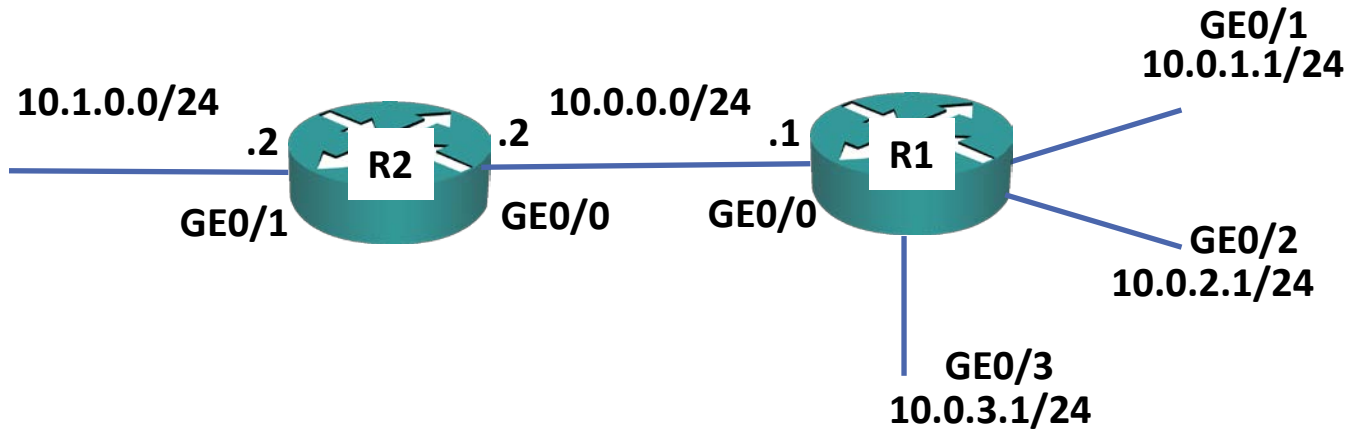 GE0/1
10.0.1.1/24
10.1.0.0/24
10.0.0.0/24
.2
.2
.1
R2
R1
GE0/1
GE0/0
GE0/0
GE0/2
10.0.2.1/24
GE0/3
10.0.3.1/24